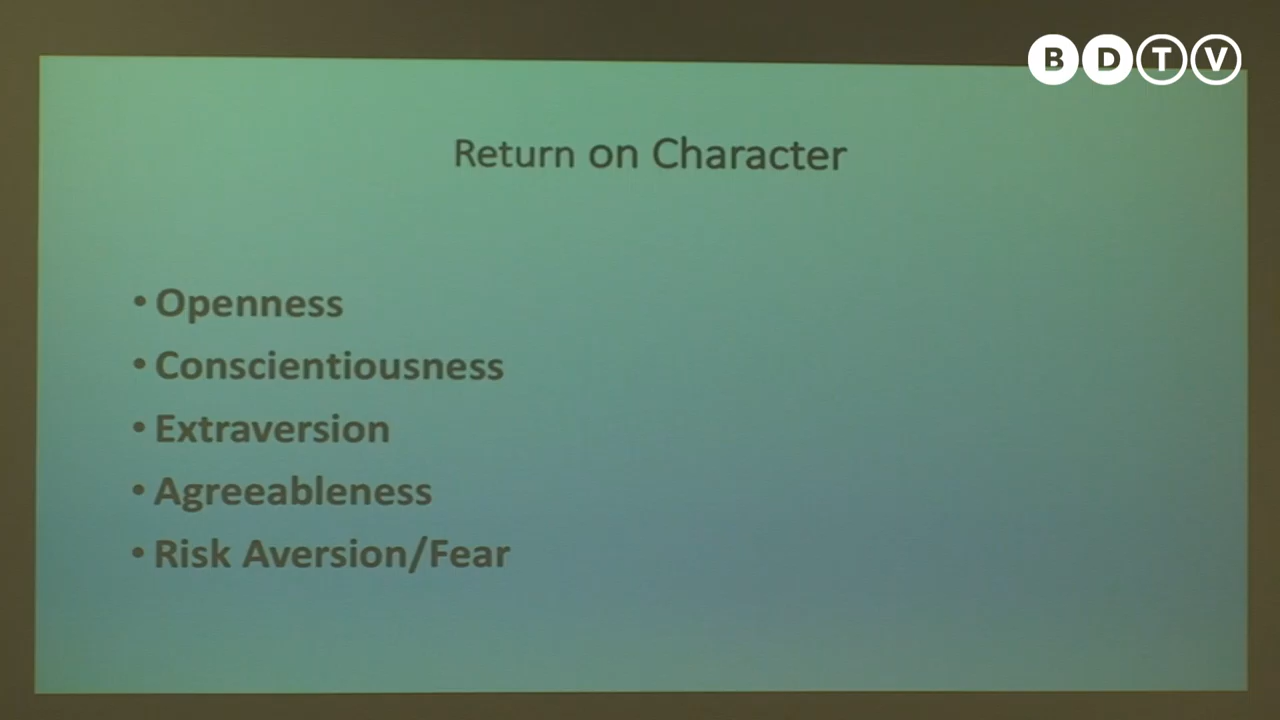 BDTV
Return on Character
• Openness
• Conscientiousness
• Extraversion
• Agreeableness
• Risk Aversion/Fear